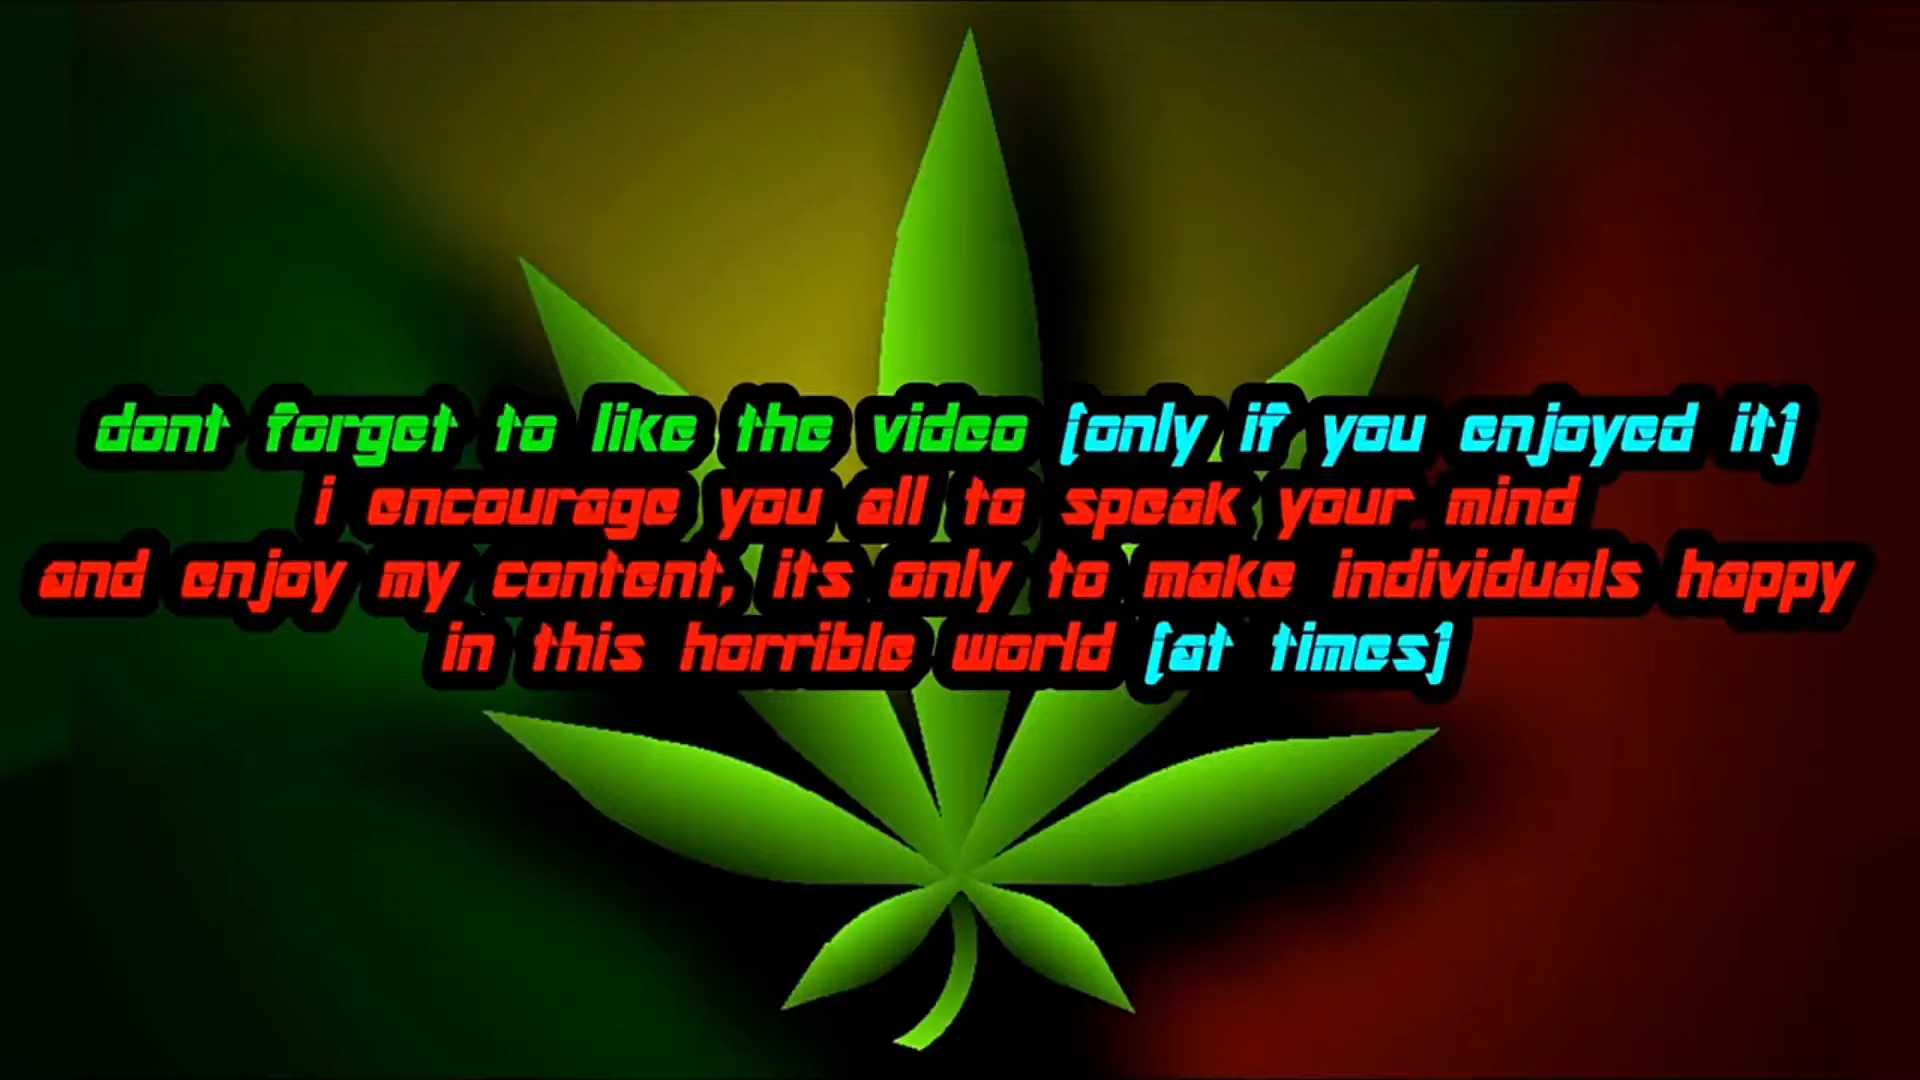 dont forget to like the video (only if you enjoyed it)
i encourage you all to speak your mind
and enjoy my content, its only to make individuals happy
in this horrible world (at times)